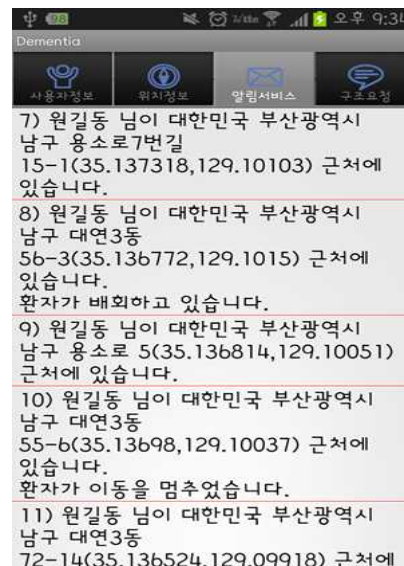 98 오후 9:34
Dementia
사용자정보 위치정보 알림서비스 구조요청
7) 원길동 님이 대한민국 부산광역시
남구 용소로7번길
15-1(35.137318,129.10103) 근처에
있습니다.
8) 원길동 님이 대한민국 부산광역시
남구 대연3동
56-3(35.136772,129.1015) 근처에
있습니다.
환자가 배회하고 있습니다.
9) 원길동 님이 대한민국 부산광역시
남구 용소로 5(35.136814,129.10051)
근처에 있습니다.
10) 원길동 님이 대한민국 부산광역시
남구 대연3동
55-6(35.13698,129.10037) 근처에
있습니다.
환자가 이동을 멈추었습니다.
11) 원길동 님이 대한민국 부산광역시
남구 대연3동
72-14(35.136524,129.09918) 근처에